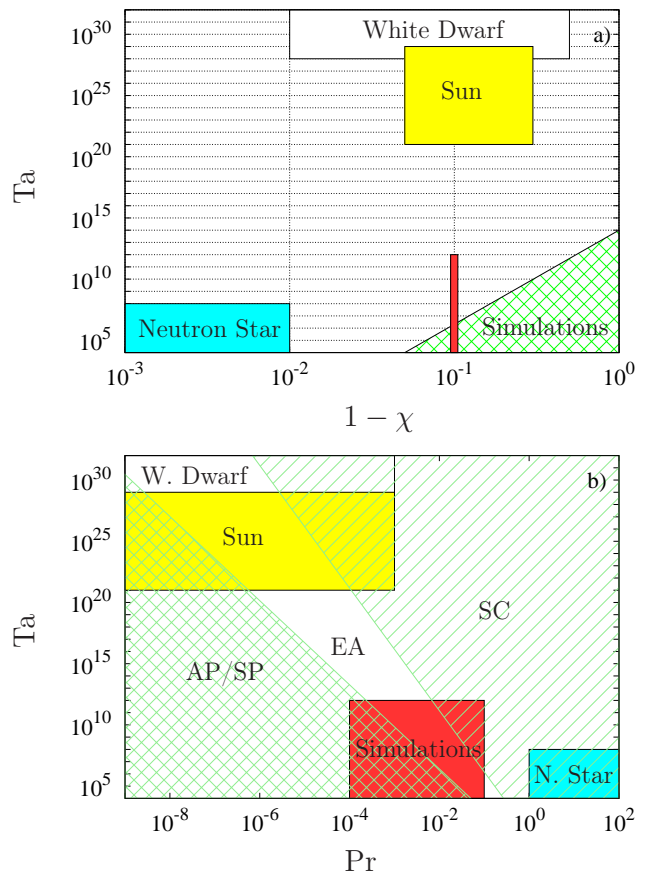 10^30
10^25
10^20
10^15
10^10
10^5
Ta
White Dwarf
a)
Sun
Neutron Star
Simulations
10^-3
10^-2
10^-1
10^0
1 − χ
10^30
10^25
10^20
10^15
10^10
10^5
Ta
W. Dwarf
b)
Sun
SC
EA
AP/SP
Simulations
N. Star
10^-8
10^-6
10^-4
10^-2
10^0
10^2
Pr